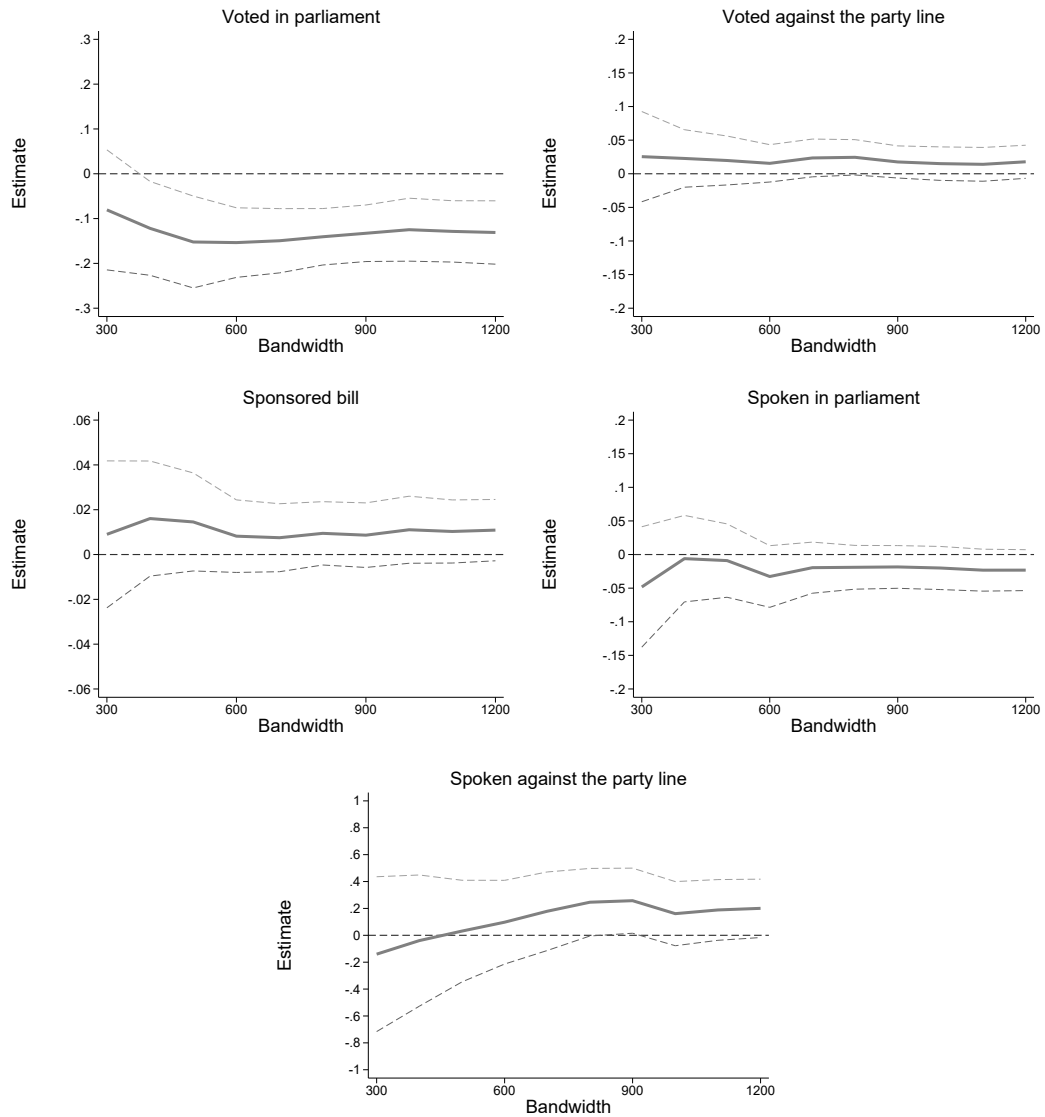 Voted in parliament
Estimate
.3
.2
.1
0
-.1
-.2
-.3
300 600 900 1200
Bandwidth
Voted against the party line
Estimate
.2
.15
.1
.05
0
-.05
-.1
-.15
-.2
300 600 900 1200
Bandwidth
Sponsored bill
Estimate
.06
.04
.02
0
-.02
-.04
-.06
300 600 900 1200
Bandwidth
Spoken in parliament
Estimate
.2
.15
.1
.05
0
-.05
-.1
-.15
-.2
300 600 900 1200
Bandwidth
Spoken against the party line
Estimate
1
.8
.6
.4
.2
0
-.2
-.4
-.6
-.8
-1
300 600 900 1200
Bandwidth